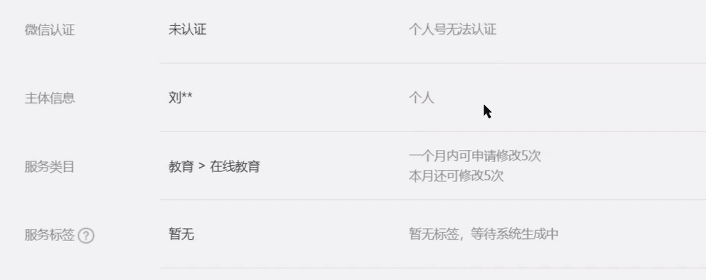 微信认证 未认证 个人号无法认证
主体信息 刘** 个人
服务类目 教育 > 在线教育 一个月内可申请修改5次
本月还可修改5次
服务标签 ? 暂无 暂无标签，等待系统生成中